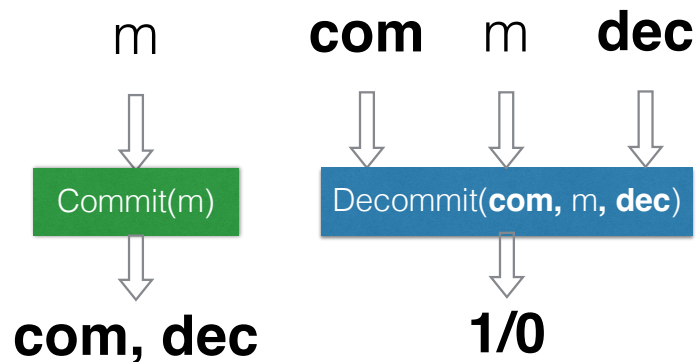 m
Commit(m)
com, dec
com m dec
Decommit(com, m, dec)
1/0